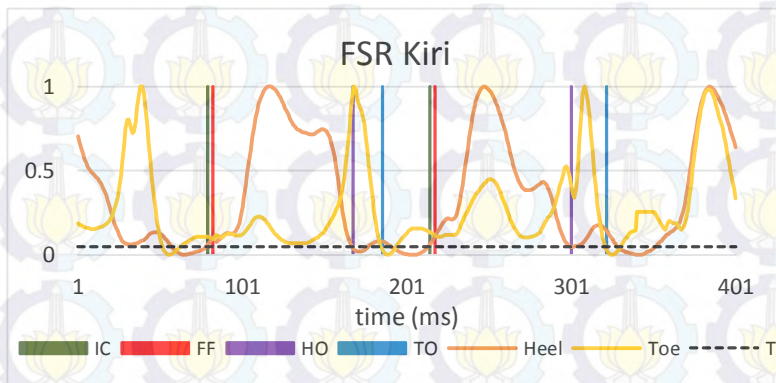 FSR Kiri
1
0.5
0
1 101 201 301 401
time (ms)
IC FF HO TO Heel Toe T